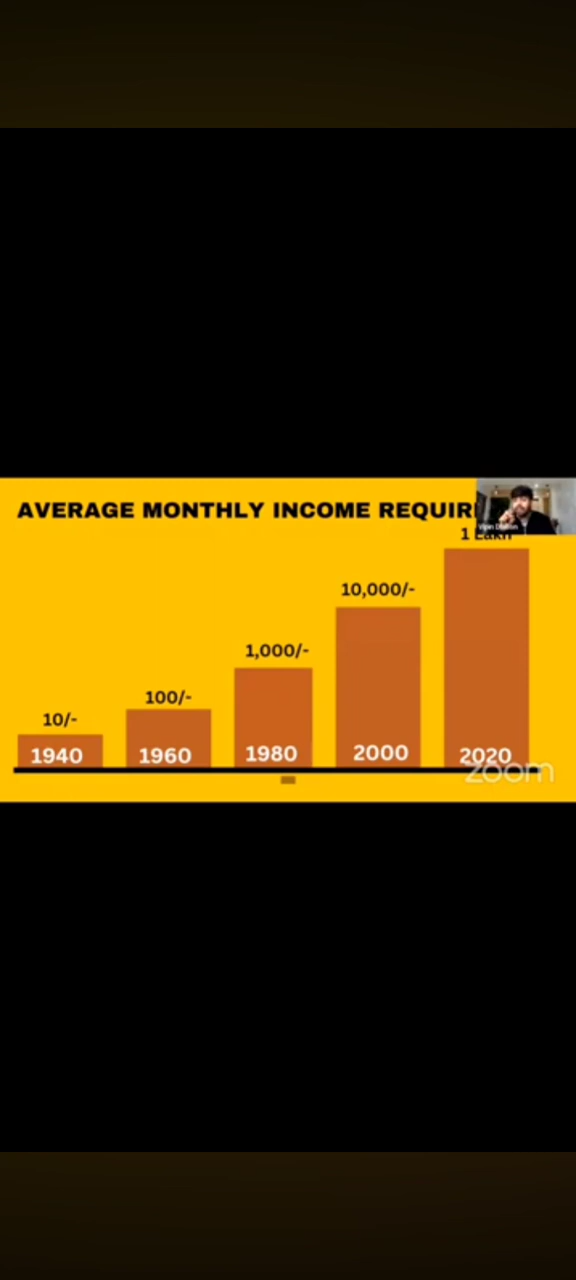 AVERAGE MONTHLY INCOME REQUIR
1 Lakh
10,000/-
1,000/-
100/-
10/-
1940 1960 1980 2000 2020
zoom